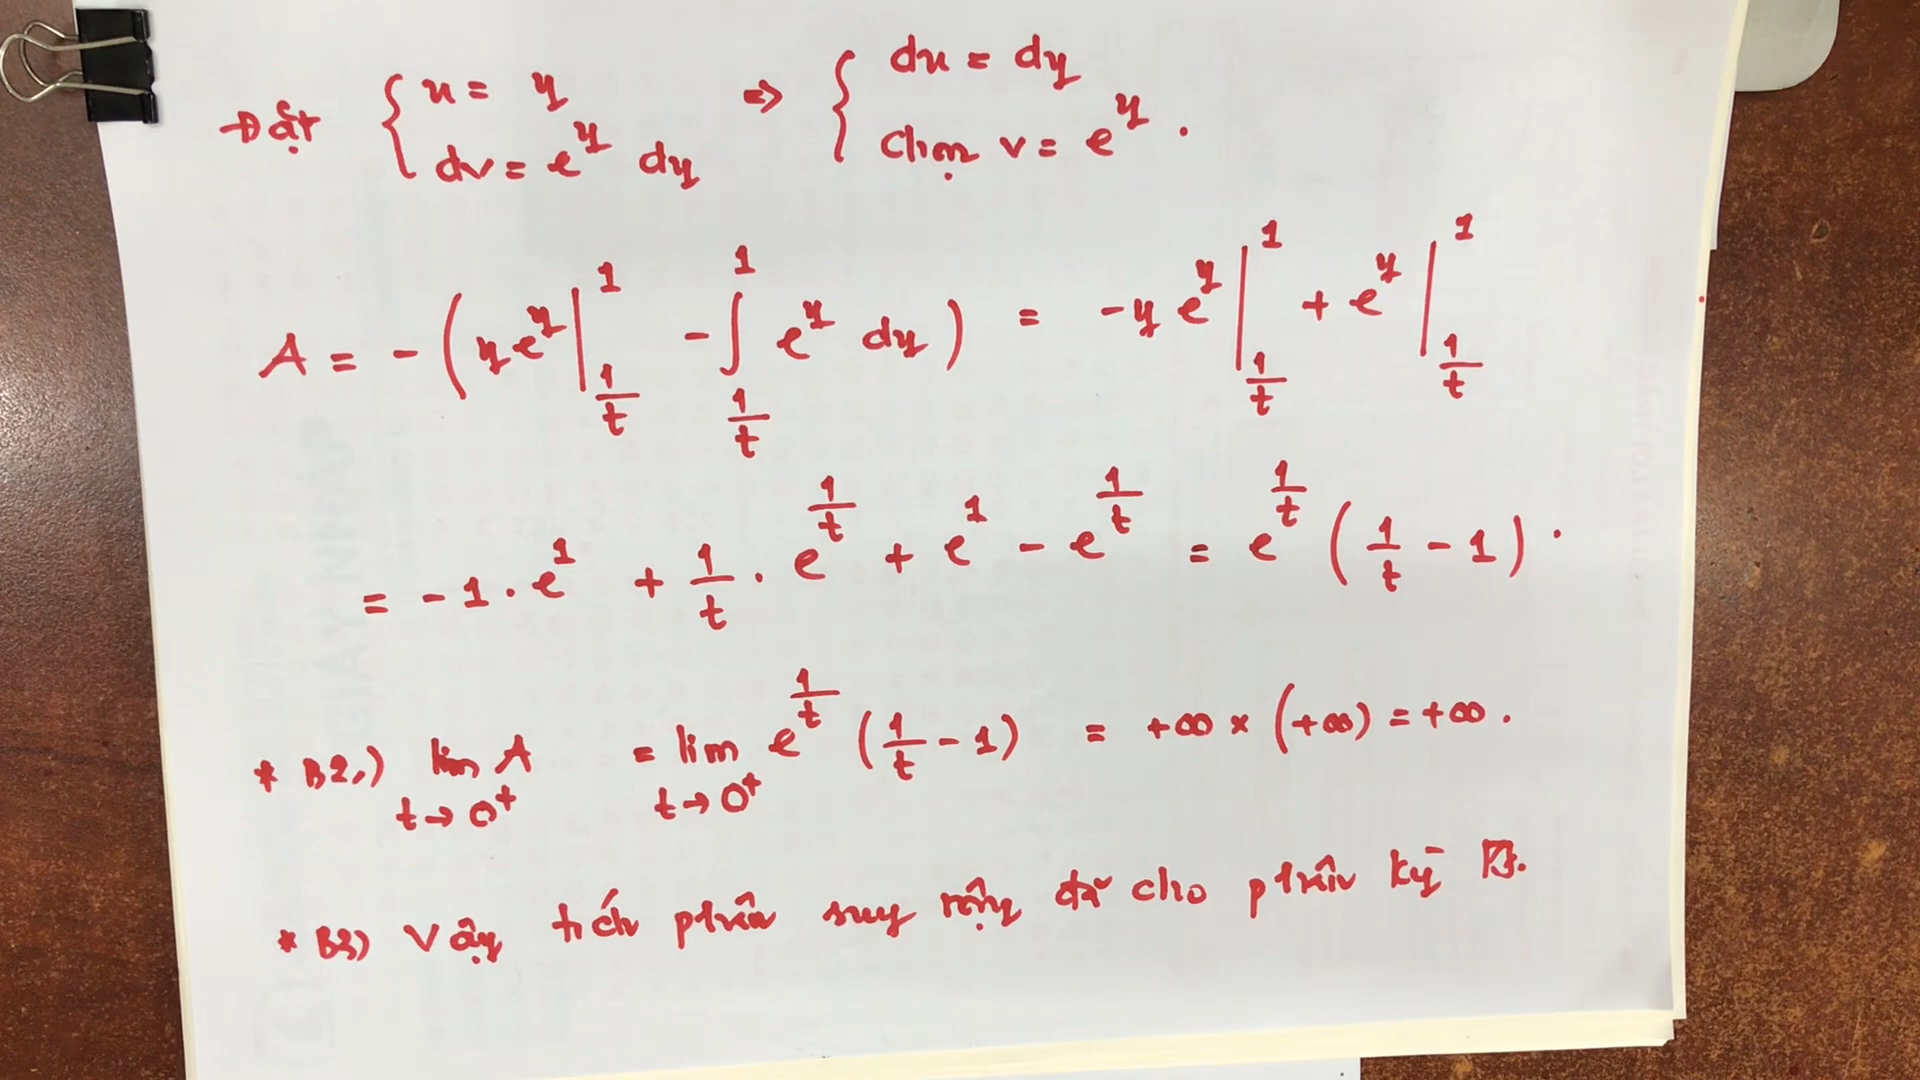 Đặt { u = y ; dv = e^y dy => { du = dy ; Chọn v = e^y .
A = - ( y e^y |_{1/t}^{1} - ∫_{1/t}^{1} e^y dy ) = - y e^y |_{1/t}^{1} + e^y |_{1/t}^{1}
= - 1 . e^1 + 1/t . e^{1/t} + e^1 - e^{1/t} = e^{1/t} ( 1/t - 1 ) .
* B2.) lim_{t→0^+} A = lim_{t→0^+} e^{1/t} ( 1/t - 1 ) = +∞ × (+∞) = +∞ .
* B3) Vậy tích phân suy rộng đã cho phân kỳ
GIẤY NHÁP